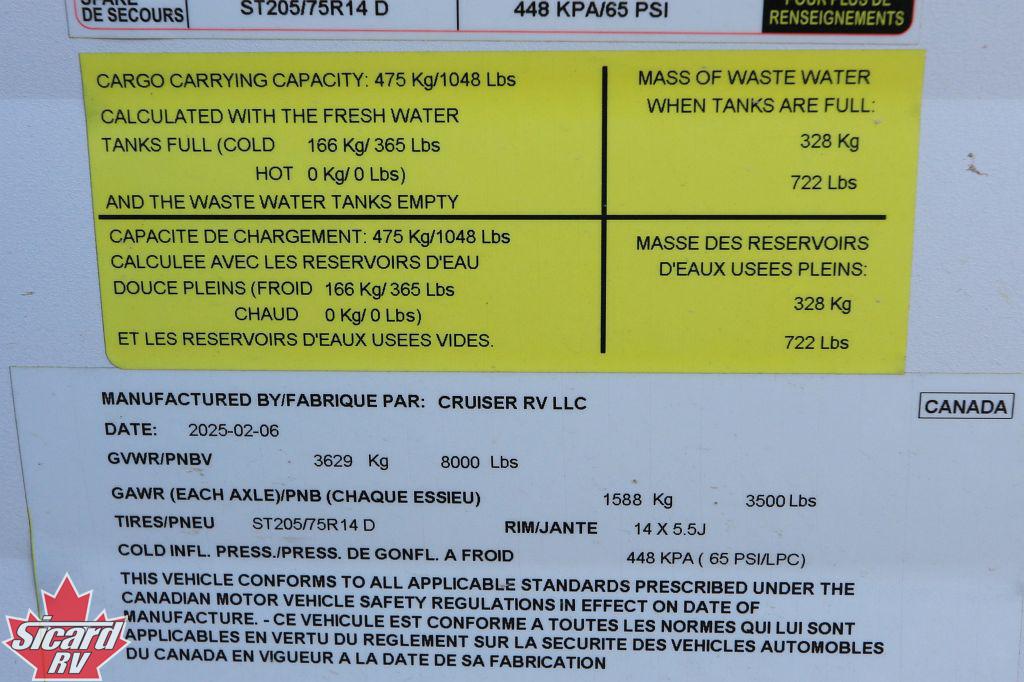 DE SECOURS
ST205/75R14 D
448 KPA/65 PSI
POUR PLUS DE
RENSEIGNEMENTS
CARGO CARRYING CAPACITY: 475 Kg/1048 Lbs
CALCULATED WITH THE FRESH WATER
TANKS FULL (COLD 166 Kg/ 365 Lbs
HOT 0 Kg/ 0 Lbs)
AND THE WASTE WATER TANKS EMPTY
MASS OF WASTE WATER
WHEN TANKS ARE FULL:
328 Kg
722 Lbs
CAPACITE DE CHARGEMENT: 475 Kg/1048 Lbs
CALCULEE AVEC LES RESERVOIRS D'EAU
DOUCE PLEINS (FROID 166 Kg/ 365 Lbs
CHAUD 0 Kg/ 0 Lbs)
ET LES RESERVOIRS D'EAUX USEES VIDES.
MASSE DES RESERVOIRS
D'EAUX USEES PLEINS:
328 Kg
722 Lbs
MANUFACTURED BY/FABRIQUE PAR: CRUISER RV LLC
CANADA
DATE: 2025-02-06
GVWR/PNBV 3629 Kg 8000 Lbs
GAWR (EACH AXLE)/PNB (CHAQUE ESSIEU) 1588 Kg 3500 Lbs
TIRES/PNEU ST205/75R14 D RIM/JANTE 14 X 5.5J
COLD INFL. PRESS./PRESS. DE GONFL. A FROID 448 KPA ( 65 PSI/LPC)
THIS VEHICLE CONFORMS TO ALL APPLICABLE STANDARDS PRESCRIBED UNDER THE
CANADIAN MOTOR VEHICLE SAFETY REGULATIONS IN EFFECT ON DATE OF
MANUFACTURE. - CE VEHICULE EST CONFORME A TOUTES LES NORMES QUI LUI SONT
APPLICABLES EN VERTU DU REGLEMENT SUR LA SECURITE DES VEHICLES AUTOMOBILES
DU CANADA EN VIGUEUR A LA DATE DE SA FABRICATION
Sicard
RV